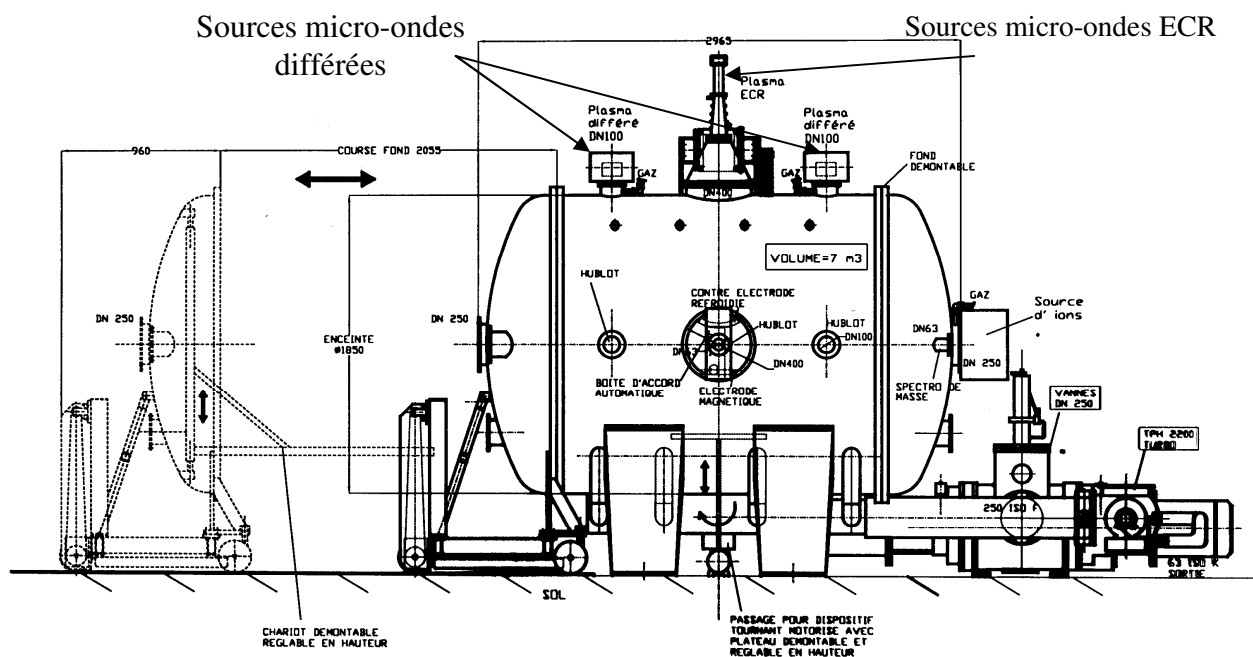 Sources micro-ondes
différées
Sources micro-ondes ECR
2965
Plasma
ECR
Plasma
différé
DN100
Plasma
différé
DN100
960
COURSE FOND 2055
GAZ
GAZ
DN400
FOND
DEMONTABLE
VOLUME=7 m3
HUBLOT
CONTRE ELECTRODE
REFROIDIE
GAZ
Source
d' ions
DN 250
DN 250
HUBLOT
HUBLOT
DN100
DN63
ENCEINTE
ø1850
DN400
DN 250
BOITE D'ACCORD
AUTOMATIQUE
ELECTRODE
MAGNETIQUE
SPECTRO DE
MASSE
VANNES
DN 250
TPH 2200
TURBO
250 ISO F
63 ISO K
SORTIE
SOL
CHARIOT DEMONTABLE
REGLABLE EN HAUTEUR
PASSAGE POUR DISPOSITIF
TOURNANT MOTORISE AVEC
PLATEAU DEMONTABLE ET
REGLABLE EN HAUTEUR